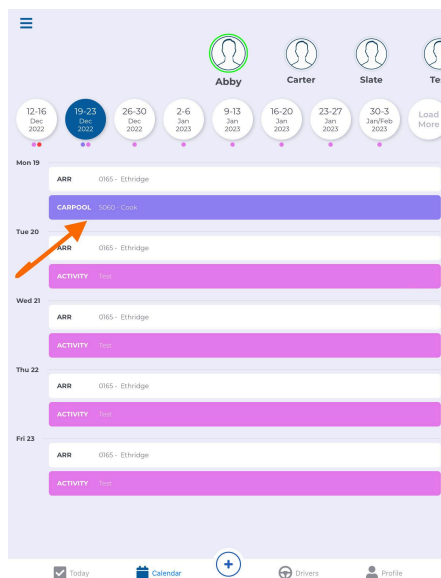 Abby
Carter
Slate
Te
12-16
Dec
2022
19-23
Dec
2022
26-30
Dec
2022
2-6
Jan
2023
9-13
Jan
2023
16-20
Jan
2023
23-27
Jan
2023
30-3
Jan/Feb
2023
Load
More
Mon 19
ARR 0165 - Ethridge
CARPOOL 5060 - Cook
Tue 20
ARR 0165 - Ethridge
ACTIVITY Test
Wed 21
ARR 0165 - Ethridge
ACTIVITY Test
Thu 22
ARR 0165 - Ethridge
ACTIVITY Test
Fri 23
ARR 0165 - Ethridge
ACTIVITY Test
Today Calendar + Drivers Profile